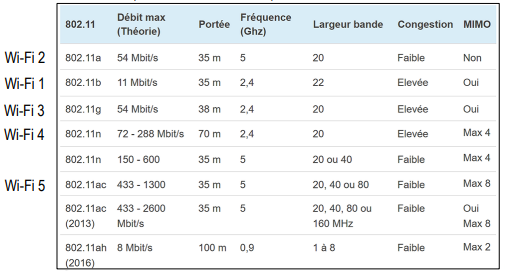 802.11 Débit max (Théorie) Portée Fréquence (Ghz) Largeur bande Congestion MIMO
Wi-Fi 2 802.11a 54 Mbit/s 35 m 5 20 Faible Non
Wi-Fi 1 802.11b 11 Mbit/s 35 m 2,4 22 Elevée Oui
Wi-Fi 3 802.11g 54 Mbit/s 38 m 2,4 20 Elevée Oui
Wi-Fi 4 802.11n 72 - 288 Mbit/s 70 m 2,4 20 Elevée Max 4
802.11n 150 - 600 35 m 5 20 ou 40 Faible Max 4
Wi-Fi 5 802.11ac 433 - 1300 35 m 5 20, 40 ou 80 Faible Max 8
802.11ac (2013) 433 - 2600 Mbit/s 35 m 5 20, 40, 80 ou 160 MHz Faible Oui Max 8
802.11ah (2016) 8 Mbit/s 100 m 0,9 1 à 8 Faible Max 2